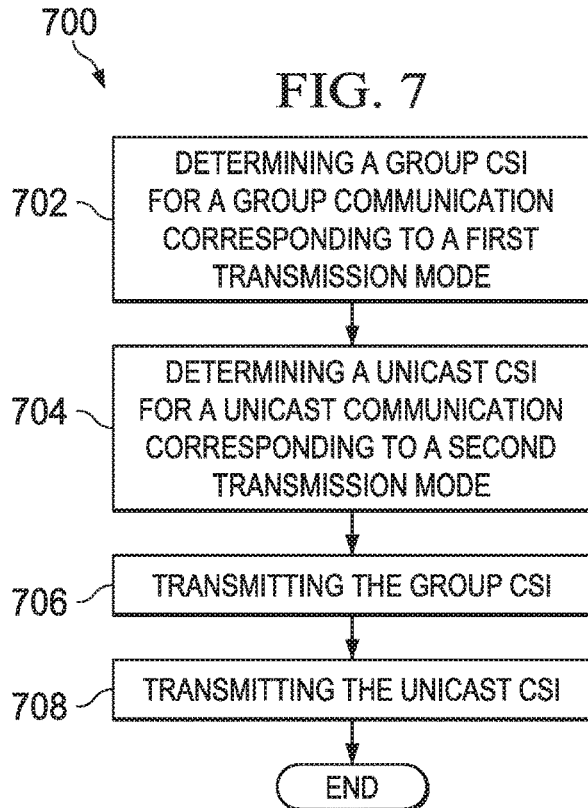 700
FIG. 7
702
DETERMINING A GROUP CSI
FOR A GROUP COMMUNICATION
CORRESPONDING TO A FIRST
TRANSMISSION MODE
704
DETERMINING A UNICAST CSI
FOR A UNICAST COMMUNICATION
CORRESPONDING TO A SECOND
TRANSMISSION MODE
706
TRANSMITTING THE GROUP CSI
708
TRANSMITTING THE UNICAST CSI
END